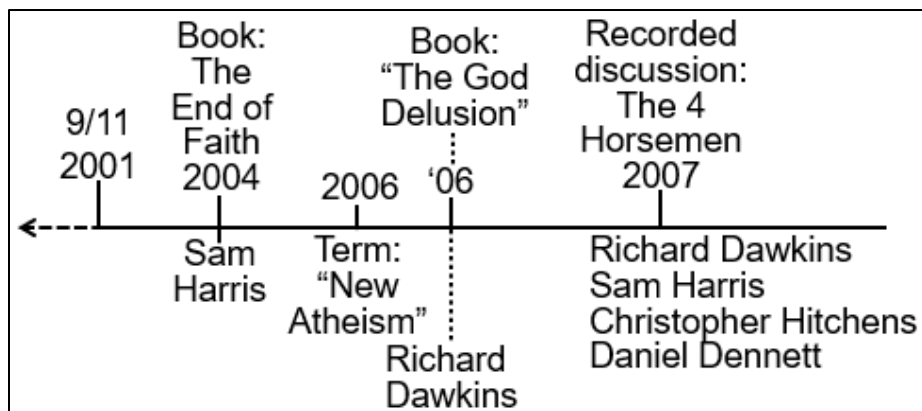 9/11
2001
Book:
The
End of
Faith
2004
Sam
Harris
2006
Term:
“New
Atheism”
Book:
“The God
Delusion”
‘06
Richard
Dawkins
Recorded
discussion:
The 4
Horsemen
2007
Richard Dawkins
Sam Harris
Christopher Hitchens
Daniel Dennett